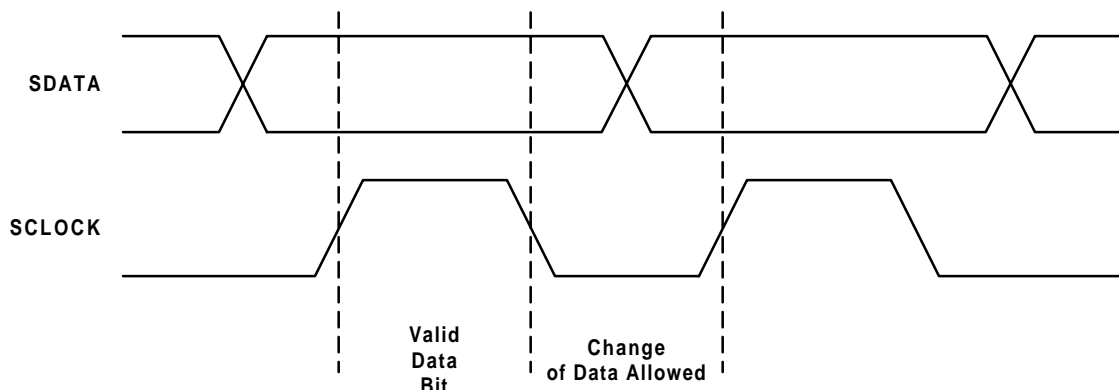 SDATA
SCLOCK
Valid
Data
Bit
Change
of Data Allowed